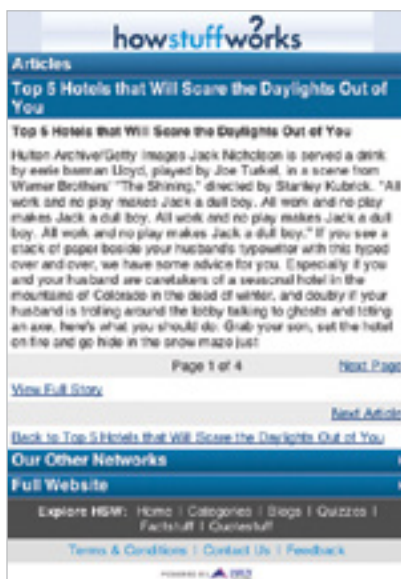 howstuffworks
Articles
Top 5 Hotels that Will Scare the Daylights Out of
You
Top 5 Hotels that Will Scare the Daylights Out of You
Hulton Archive/Getty Images Jack Nicholson is served a drink
by eerie barman Lloyd, played by Joe Turkel, in a scene from
Warner Brothers' "The Shining," directed by Stanley Kubrick. "All
work and no play makes Jack a dull boy. All work and no play
makes Jack a dull boy. All work and no play makes Jack a dull
boy. All work and no play makes Jack a dull boy." If you see a
stack of paper beside your husband's typewriter with this typed
over and over, we have some advice for you. Especially if you
and your husband are caretakers of a seasonal hotel in the
mountains of Colorado in the dead of winter, and doubly if your
husband is trolling around the lobby talking to ghosts and toting
an axe, here's what you should do: Grab your son, set the hotel
on fire and go hide in the snow maze just
Page 1 of 4 Next Page
View Full Story
Next Article
Back to Top 5 Hotels that Will Scare the Daylights Out of You
Our Other Networks
Full Website
Explore HSW: Home | Categories | Blogs | Quizzes |
Factstuff | Quotestuff
Terms & Conditions | Contact Us | Feedback
POWERED BY